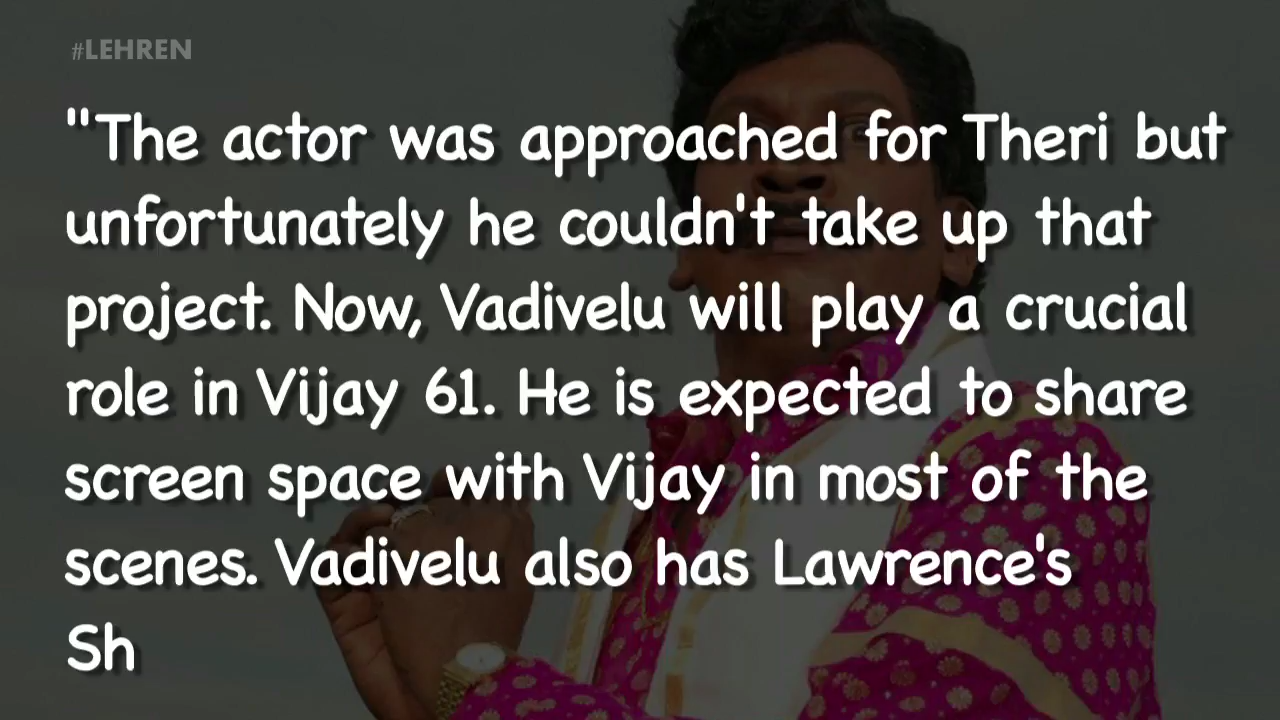 #LEHREN
"The actor was approached for Theri but
unfortunately he couldn't take up that
project. Now, Vadivelu will play a crucial
role in Vijay 61. He is expected to share
screen space with Vijay in most of the
scenes. Vadivelu also has Lawrence's
Sh